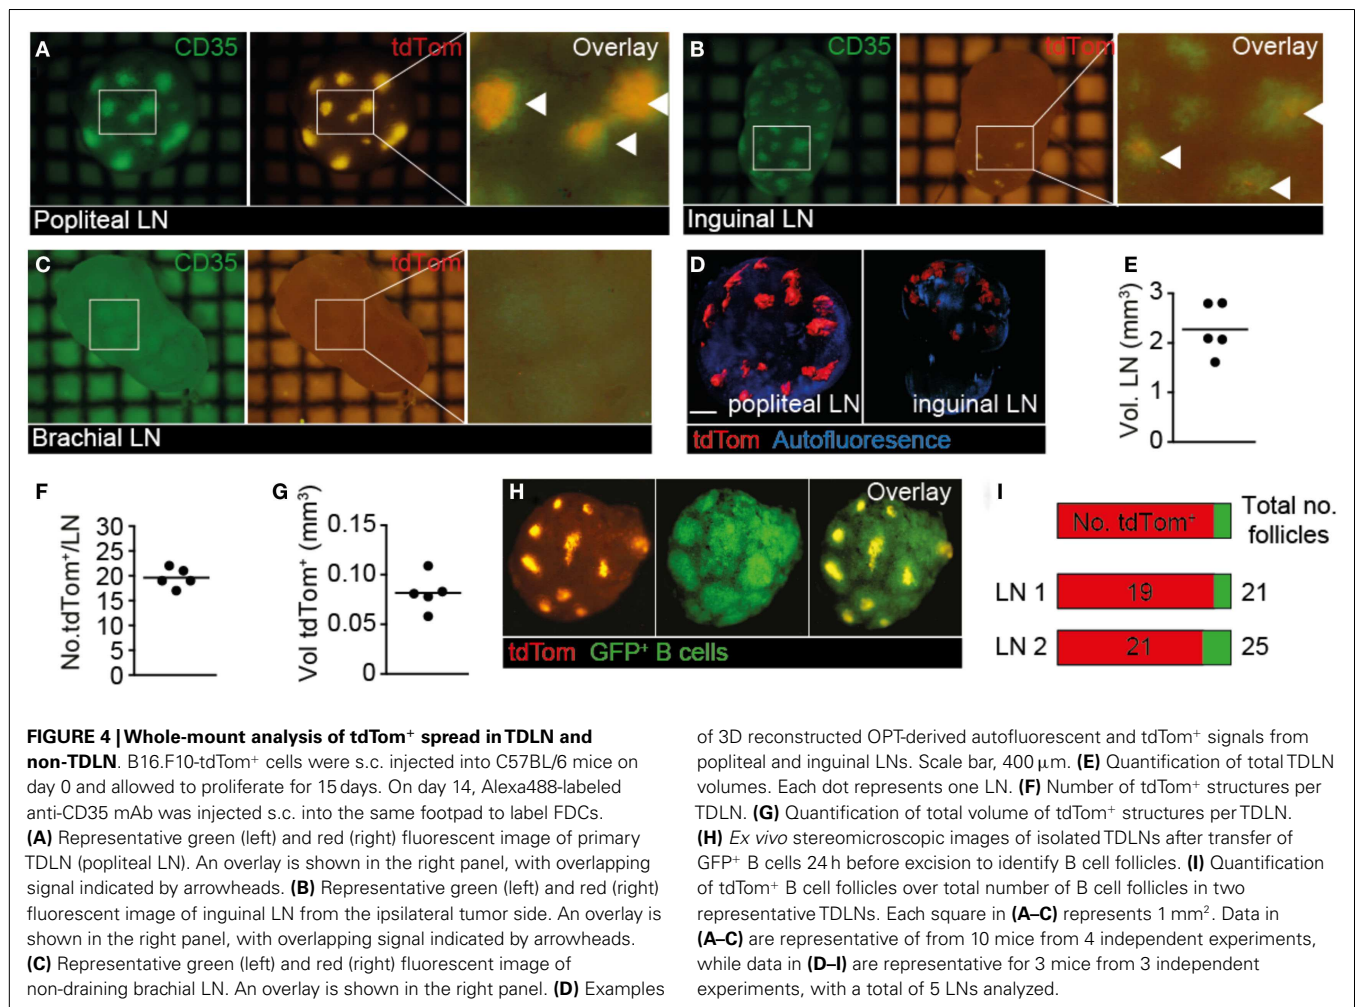 A
CD35
tdTom
Overlay
Popliteal LN
B
CD35
tdTom
Overlay
Inguinal LN
C
CD35
tdTom
Brachial LN
D
popliteal LN
inguinal LN
tdTom Autofluoresence
E
Vol. LN (mm³)
3
2
1
0
F
No.tdTom⁺/LN
30
25
20
15
10
5
0
G
Vol tdTom⁺ (mm³)
0.15
0.10
0.05
0
H
Overlay
tdTom GFP⁺ B cells
I
No. tdTom⁺
Total no.
follicles
LN 1
19
21
LN 2
21
25
FIGURE 4 | Whole-mount analysis of tdTom⁺ spread in TDLN and
non-TDLN. B16.F10-tdTom⁺ cells were s.c. injected into C57BL/6 mice on
day 0 and allowed to proliferate for 15 days. On day 14, Alexa488-labeled
anti-CD35 mAb was injected s.c. into the same footpad to label FDCs.
(A) Representative green (left) and red (right) fluorescent image of primary
TDLN (popliteal LN). An overlay is shown in the right panel, with overlapping
signal indicated by arrowheads. (B) Representative green (left) and red (right)
fluorescent image of inguinal LN from the ipsilateral tumor side. An overlay is
shown in the right panel, with overlapping signal indicated by arrowheads.
(C) Representative green (left) and red (right) fluorescent image of
non-draining brachial LN. An overlay is shown in the right panel. (D) Examples
of 3D reconstructed OPT-derived autofluorescent and tdTom⁺ signals from
popliteal and inguinal LNs. Scale bar, 400 μm. (E) Quantification of total TDLN
volumes. Each dot represents one LN. (F) Number of tdTom⁺ structures per
TDLN. (G) Quantification of total volume of tdTom⁺ structures per TDLN.
(H) Ex vivo stereomicroscopic images of isolated TDLNs after transfer of
GFP⁺ B cells 24 h before excision to identify B cell follicles. (I) Quantification
of tdTom⁺ B cell follicles over total number of B cell follicles in two
representative TDLNs. Each square in (A–C) represents 1 mm². Data in
(A–C) are representative of from 10 mice from 4 independent experiments,
while data in (D–I) are representative for 3 mice from 3 independent
experiments, with a total of 5 LNs analyzed.